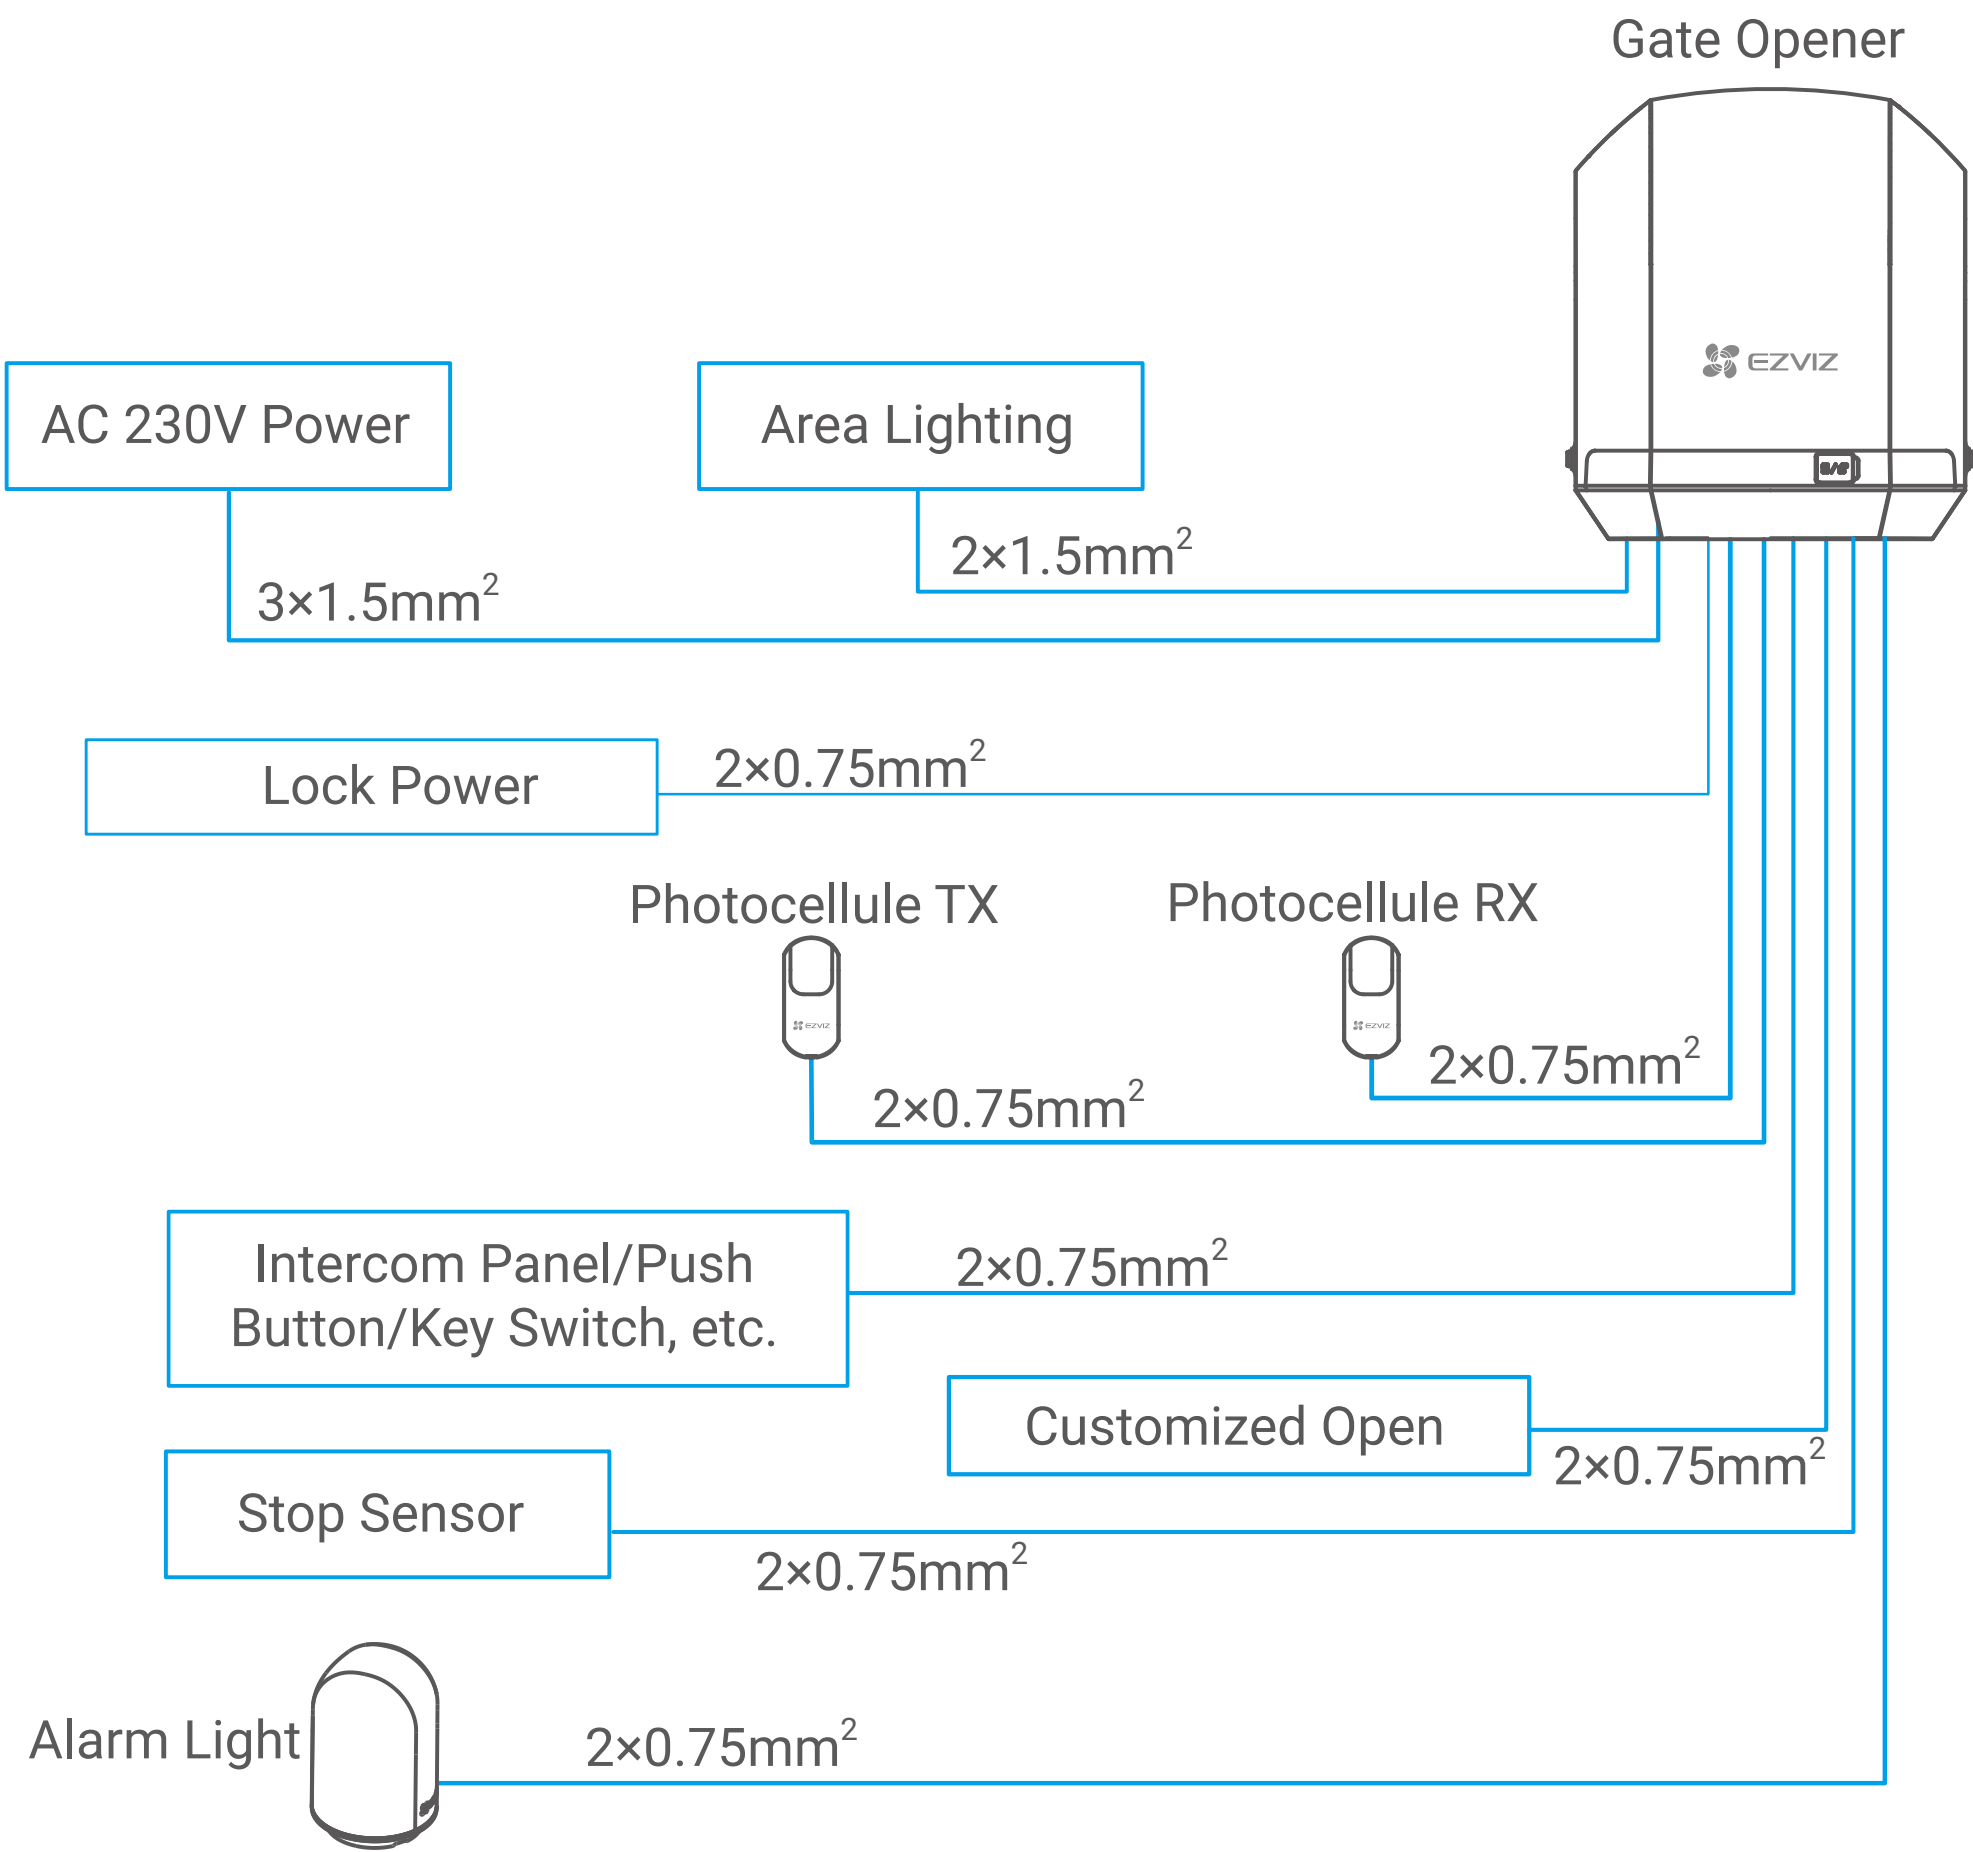 Gate Opener
EZVIZ
AC 230V Power
Area Lighting
2×1.5mm²
3×1.5mm²
Lock Power
2×0.75mm²
Photocellule TX
Photocellule RX
EZVIZ
EZVIZ
2×0.75mm²
2×0.75mm²
Intercom Panel/Push
Button/Key Switch, etc.
2×0.75mm²
Customized Open
2×0.75mm²
Stop Sensor
2×0.75mm²
Alarm Light
2×0.75mm²